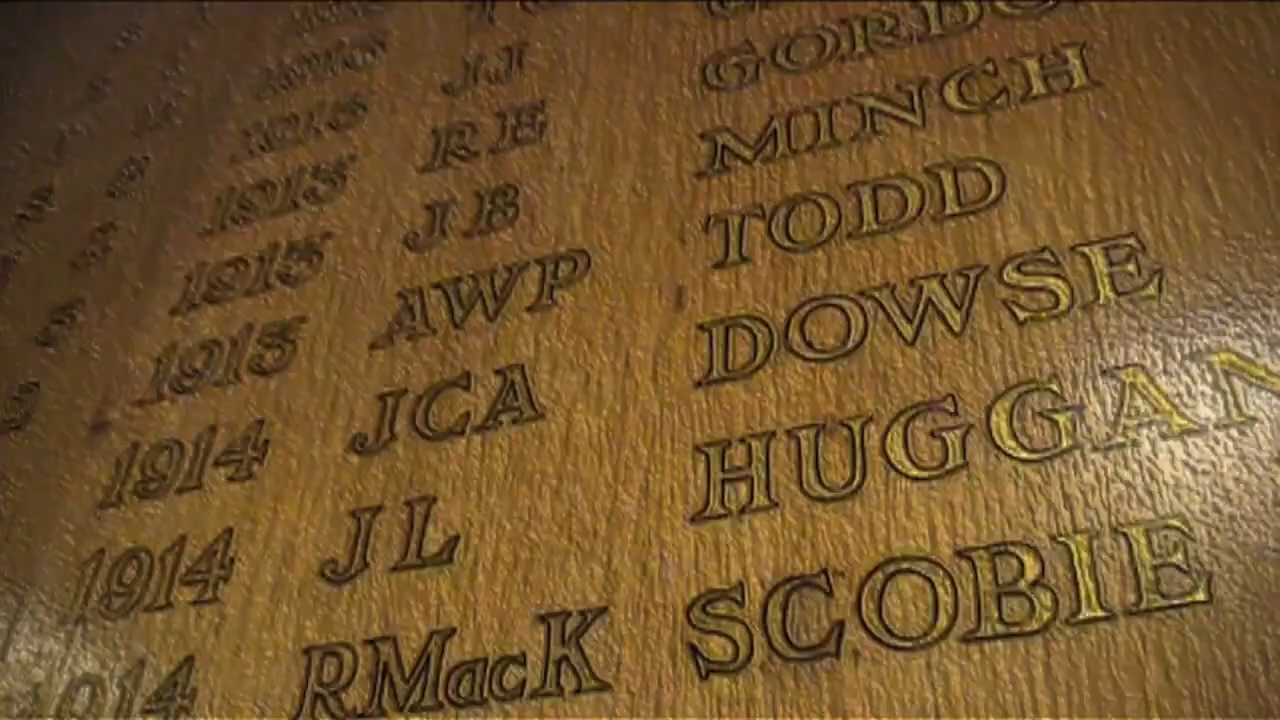 1915 JJ
1915 RE GORDO
1915 JB MINCH
1915 AWP TODD
1914 JCA DOWSE
1914 JL HUGGAN
1914 RMacK SCOBIE